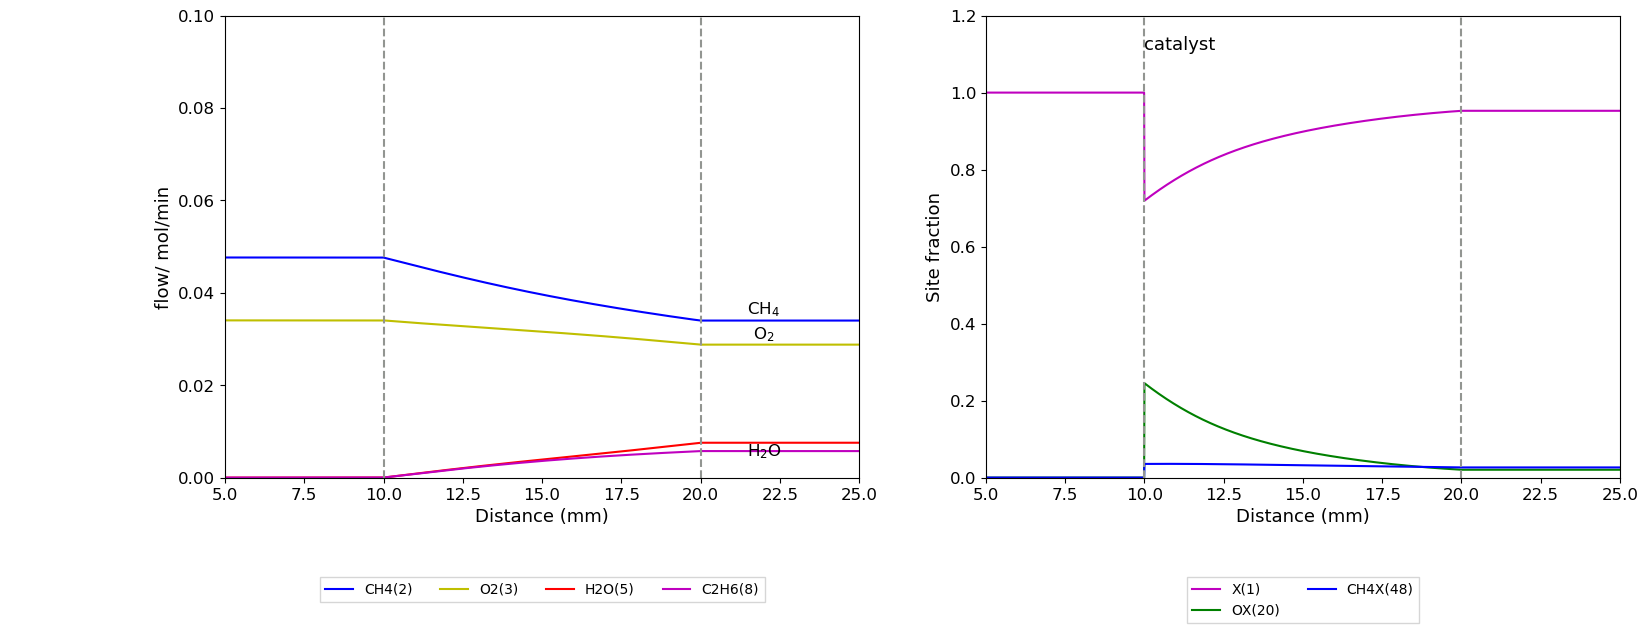 0.10
0.08
0.06
0.04
0.02
0.00
flow/ mol/min
CH₄
O₂
H₂O
5.0 7.5 10.0 12.5 15.0 17.5 20.0 22.5 25.0
Distance (mm)
CH4(2) O2(3) H2O(5) C2H6(8)
1.2
1.0
0.8
0.6
0.4
0.2
0.0
Site fraction
catalyst
5.0 7.5 10.0 12.5 15.0 17.5 20.0 22.5 25.0
Distance (mm)
X(1) CH4X(48)
OX(20)